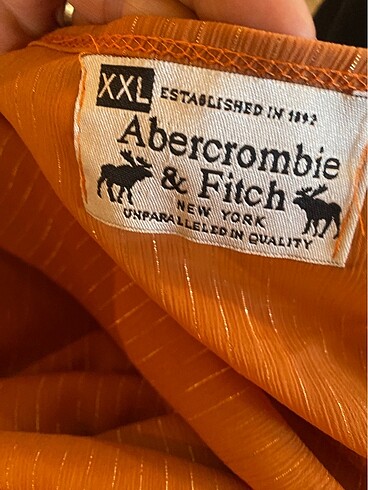 XXL ESTABLISHED IN 1892
Abercrombie
& Fitch
NEW YORK
UNPARALLELED IN QUALITY